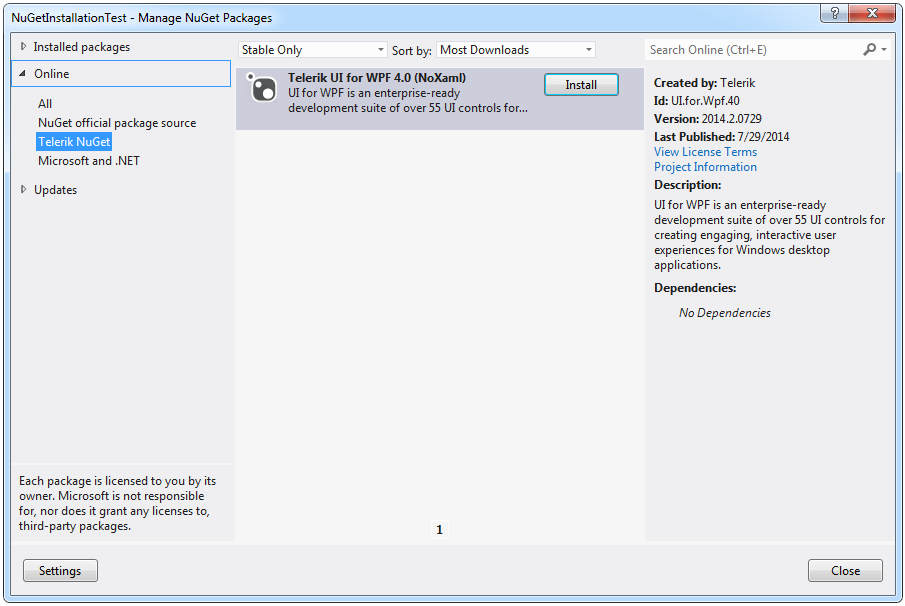 NuGetInstallationTest - Manage NuGet Packages
?
Installed packages
Online
All
NuGet official package source
Telerik NuGet
Microsoft and .NET
Updates
Each package is licensed to you by its
owner. Microsoft is not responsible
for, nor does it grant any licenses to,
third-party packages.
Settings
Stable Only
Sort by:
Most Downloads
Telerik UI for WPF 4.0 (NoXaml)
UI for WPF is an enterprise-ready
development suite of over 55 UI controls for...
Install
1
Search Online (Ctrl+E)
Created by: Telerik
Id: UI.for.Wpf.40
Version: 2014.2.0729
Last Published: 7/29/2014
View License Terms
Project Information
Description:
UI for WPF is an enterprise-ready
development suite of over 55 UI controls for
creating engaging, interactive user
experiences for Windows desktop
applications.
Dependencies:
No Dependencies
Close